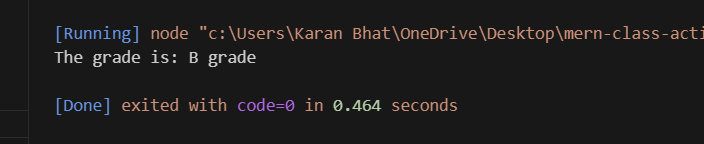 [Running] node "c:\Users\Karan Bhat\OneDrive\Desktop\mern-class-acti
The grade is: B grade
[Done] exited with code=0 in 0.464 seconds